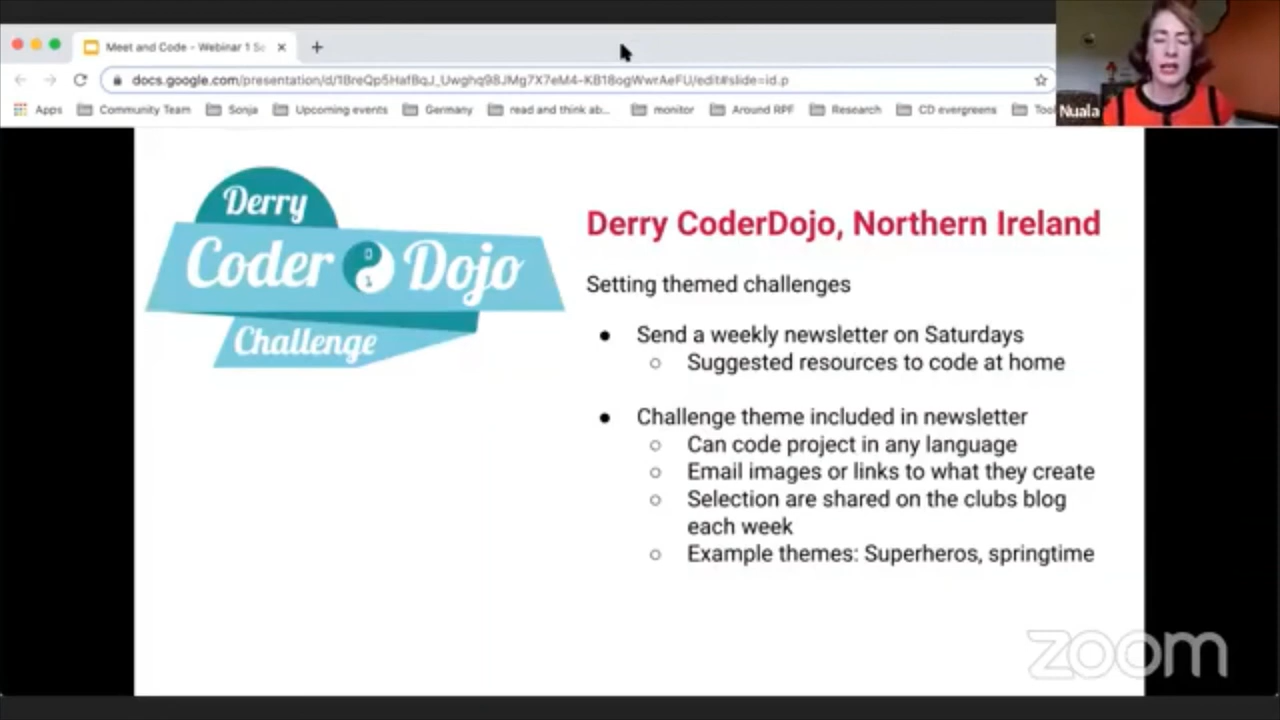 Meet and Code - Webinar 1 Sc
docs.google.com/presentation/d/1BreQp5HafBqJ_Uwghq98JMg7X7eM4-KB18ogWwrAeFU/edit#slide=id.p
Apps Community Team Sonja Upcoming events Germany read and think ab... monitor Around RPF Research CD evergreens Too
Nuala
Derry
Coder Dojo
Challenge
Derry CoderDojo, Northern Ireland
Setting themed challenges
● Send a weekly newsletter on Saturdays
○ Suggested resources to code at home
● Challenge theme included in newsletter
○ Can code project in any language
○ Email images or links to what they create
○ Selection are shared on the clubs blog
each week
○ Example themes: Superheros, springtime
zoom